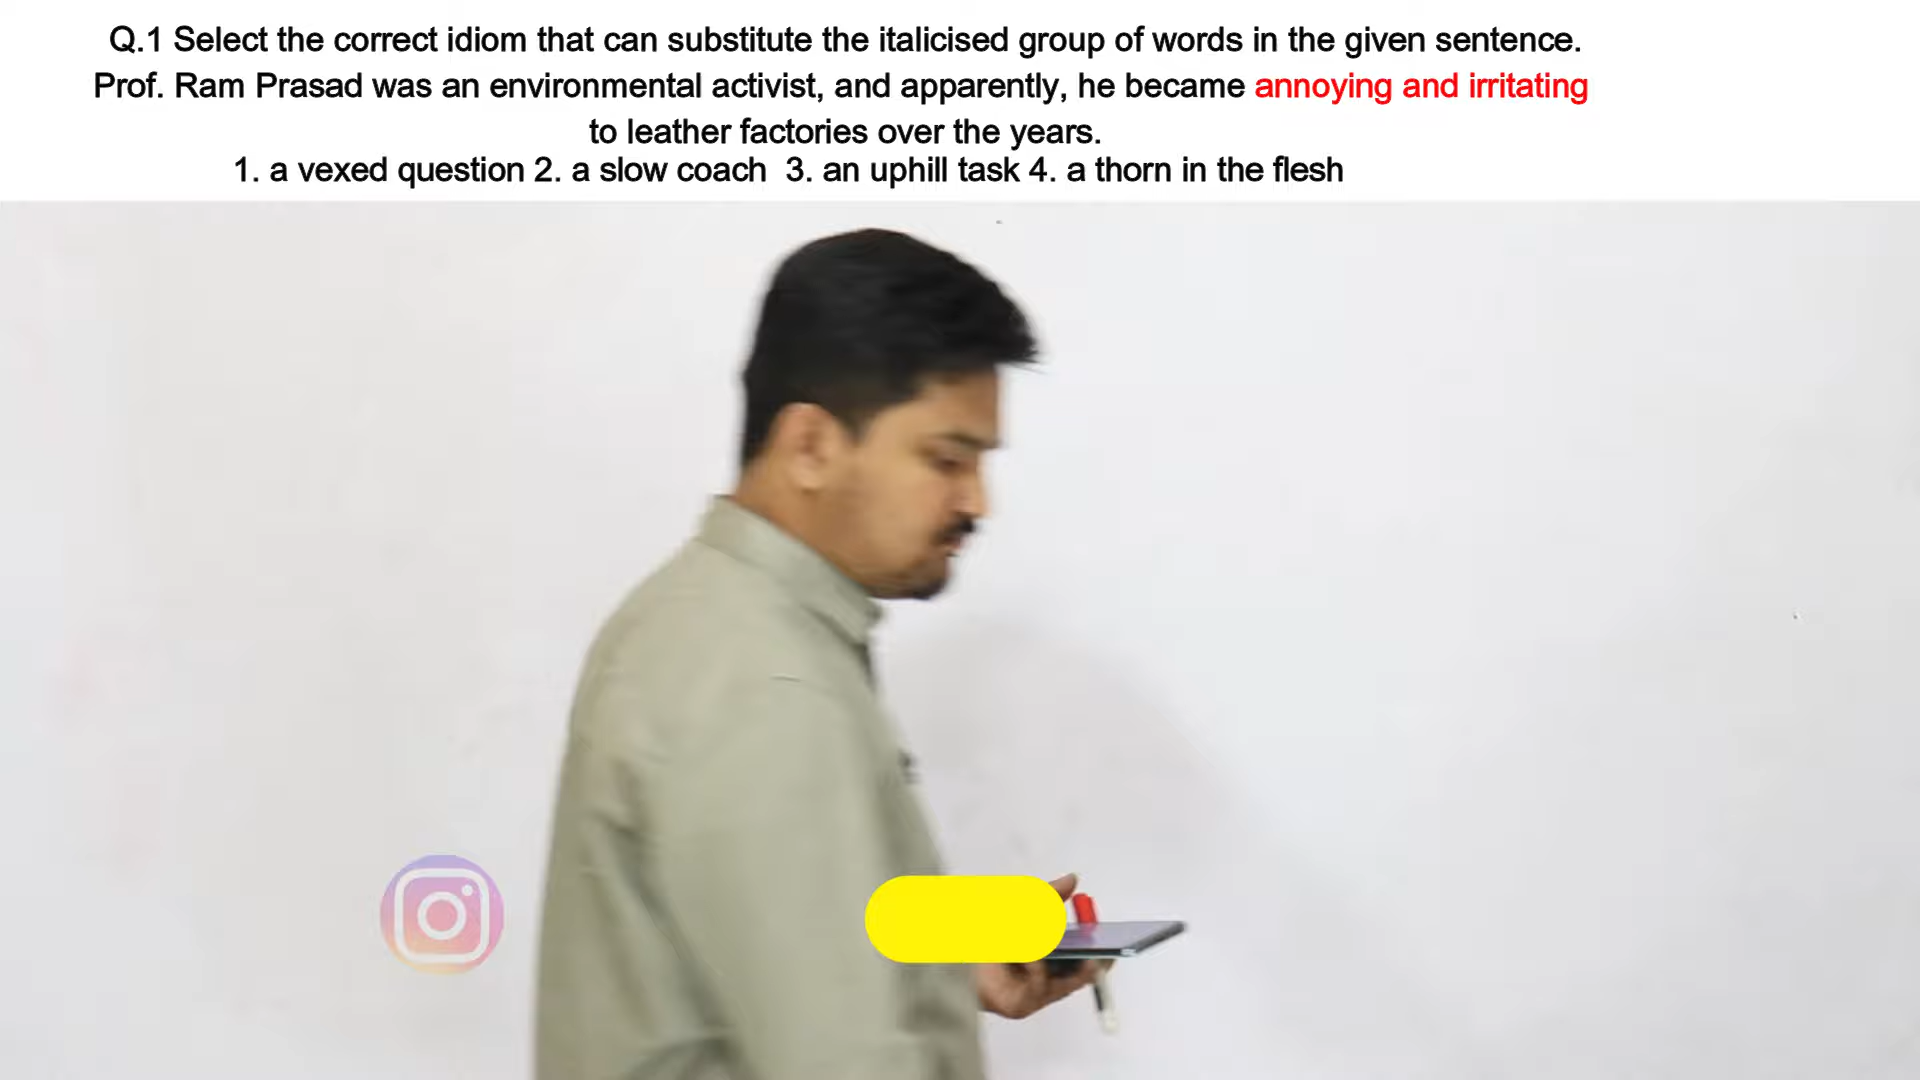 Q.1 Select the correct idiom that can substitute the italicised group of words in the given sentence.
Prof. Ram Prasad was an environmental activist, and apparently, he became annoying and irritating
to leather factories over the years.
1. a vexed question 2. a slow coach 3. an uphill task 4. a thorn in the flesh